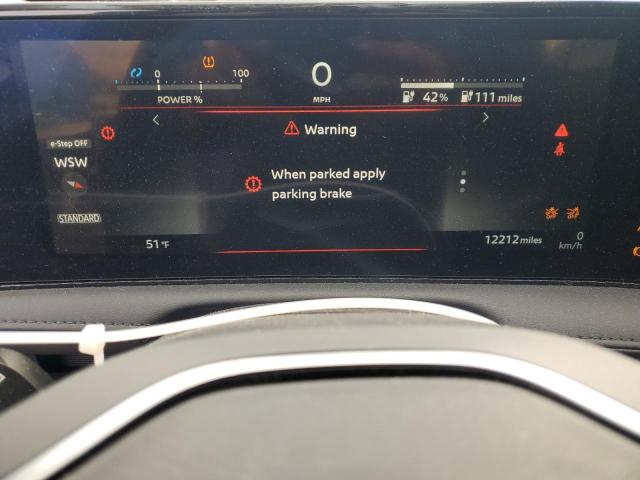 0 100
POWER %
0
MPH
42% 111 miles
Warning
e-Step OFF
WSW
When parked apply
parking brake
STANDARD
51 °F
12212 miles
0
km/h